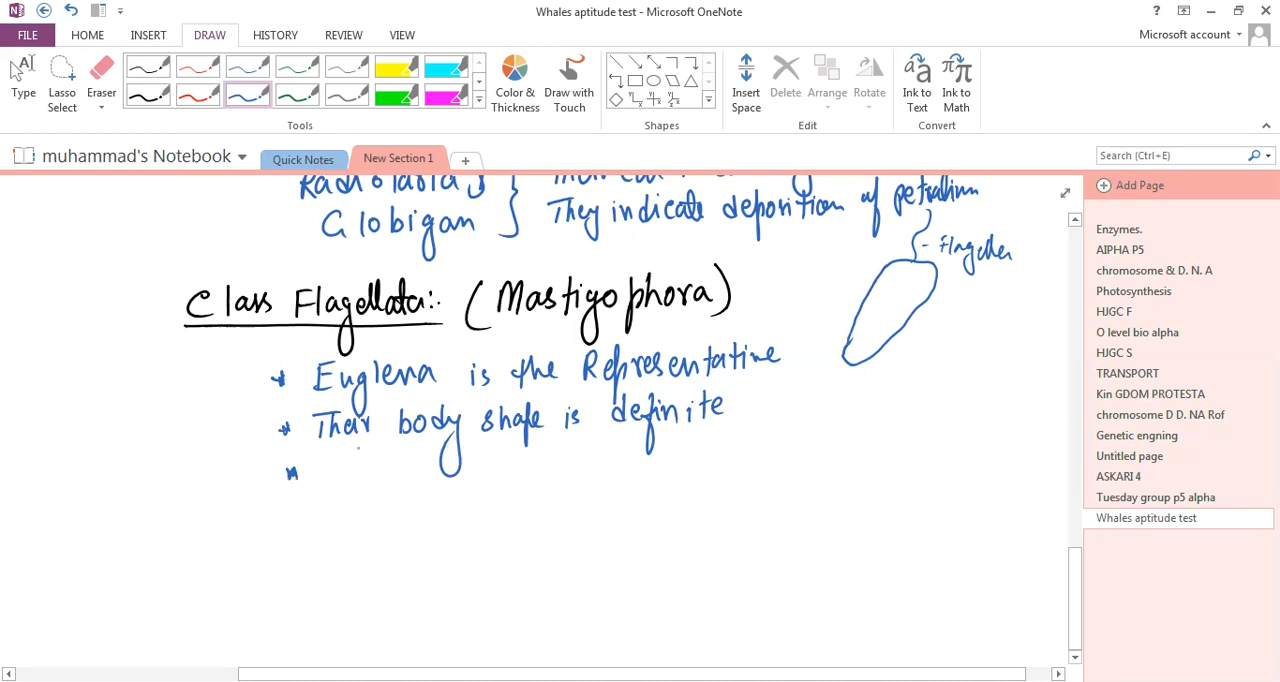 Whales aptitude test - Microsoft OneNote
FILE HOME INSERT DRAW HISTORY REVIEW VIEW
Microsoft account
Type Lasso Select Eraser
Color & Thickness Draw with Touch
Insert Space Delete Arrange Rotate
Ink to Text Ink to Math
Tools Shapes Edit Convert
muhammad's Notebook Quick Notes New Section 1
Search (Ctrl+E)
Add Page
Enzymes.
AlPHA P5
chromosome & D. N. A
Photosynthesis
HJGC F
O level bio alpha
HJGC S
TRANSPORT
Kin GDOM PROTESTA
chromosome D D. NA Rof
Genetic engning
Untitled page
ASKARI 4
Tuesday group p5 alpha
Whales aptitude test
Radiolaria
Globigan } They indicate deposition of
Class Flagellata:- (Mastigophora)
* Euglena is the Representative
* Their body shape is definite
*